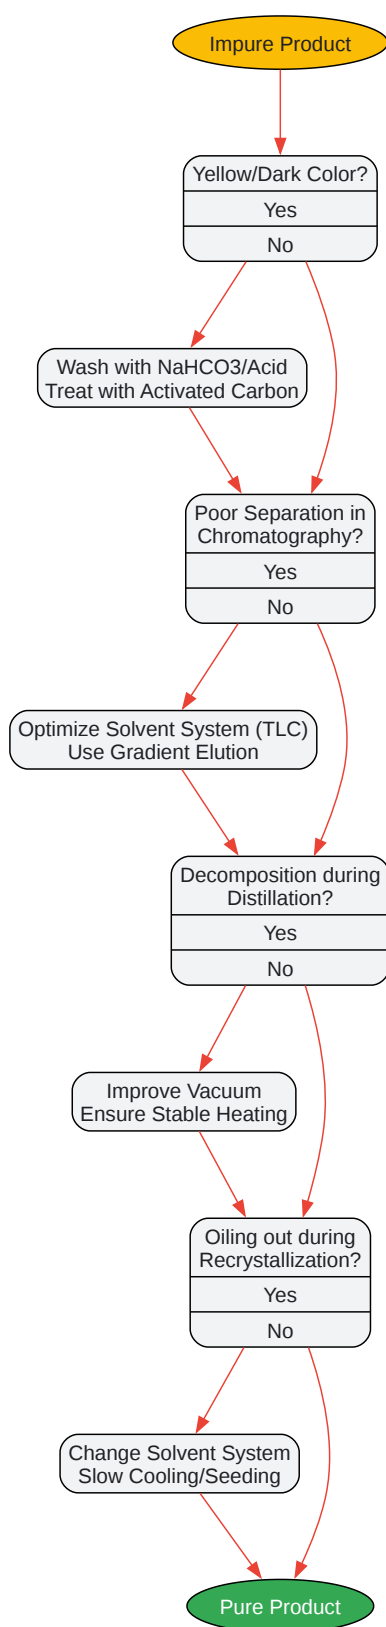 Impure Product
Yellow/Dark Color?
Yes
No
Wash with NaHCO3/Acid
Treat with Activated Carbon
Poor Separation in
Chromatography?
Yes
No
Optimize Solvent System (TLC)
Use Gradient Elution
Decomposition during
Distillation?
Yes
No
Improve Vacuum
Ensure Stable Heating
Oiling out during
Recrystallization?
Yes
No
Change Solvent System
Slow Cooling/Seeding
Pure Product